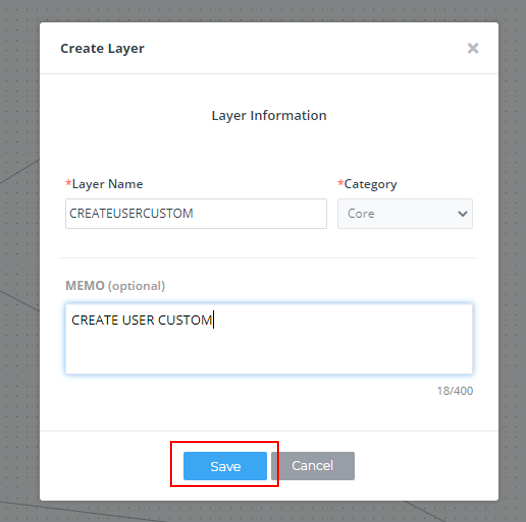 Create Layer ×
Layer Information
*Layer Name *Category
CREATEUSERCUSTOM Core
MEMO (optional)
CREATE USER CUSTOM
18/400
Save Cancel